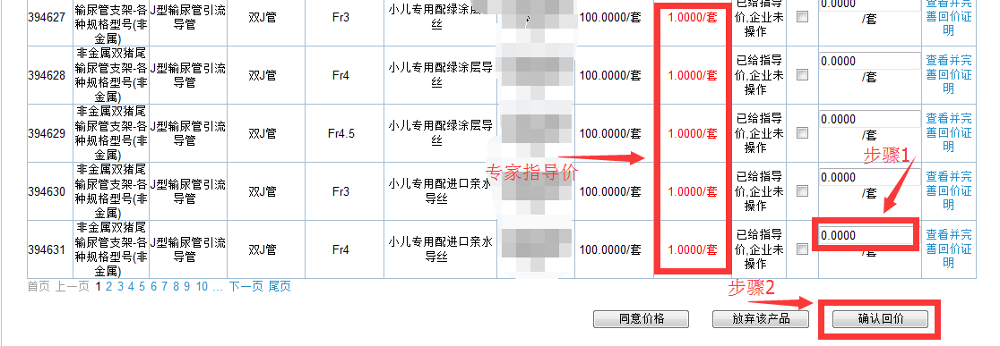 394627
输尿管支架-各
种规格型号(非
金属)
J型输尿管引流
导管
双J管
Fr3
小儿专用配绿涂层导
丝
100.0000/套
1.0000/套
已给指导
价,企业未
操作
0.0000
/套
查看并完
善回价证
明
394628
非金属双猪尾
输尿管支架-各
种规格型号(非
金属)
J型输尿管引流
导管
双J管
Fr4
小儿专用配绿涂层导
丝
100.0000/套
1.0000/套
已给指导
价,企业未
操作
0.0000
/套
查看并完
善回价证
明
394629
非金属双猪尾
输尿管支架-各
种规格型号(非
金属)
J型输尿管引流
导管
双J管
Fr4.5
小儿专用配绿涂层导
丝
100.0000/套
1.0000/套
已给指导
价,企业未
操作
0.0000
/套
查看并完
善回价证
明
专家指导价
步骤1
394630
非金属双猪尾
输尿管支架-各
种规格型号(非
金属)
J型输尿管引流
导管
双J管
Fr3
小儿专用配进口亲水
导丝
100.0000/套
1.0000/套
已给指导
价,企业未
操作
0.0000
/套
查看并完
善回价证
明
394631
非金属双猪尾
输尿管支架-各
种规格型号(非
金属)
J型输尿管引流
导管
双J管
Fr4
小儿专用配进口亲水
导丝
100.0000/套
1.0000/套
已给指导
价,企业未
操作
0.0000
/套
查看并完
善回价证
明
首页 上一页 1 2 3 4 5 6 7 8 9 10 ... 下一页 尾页
步骤2
同意价格
放弃该产品
确认回价